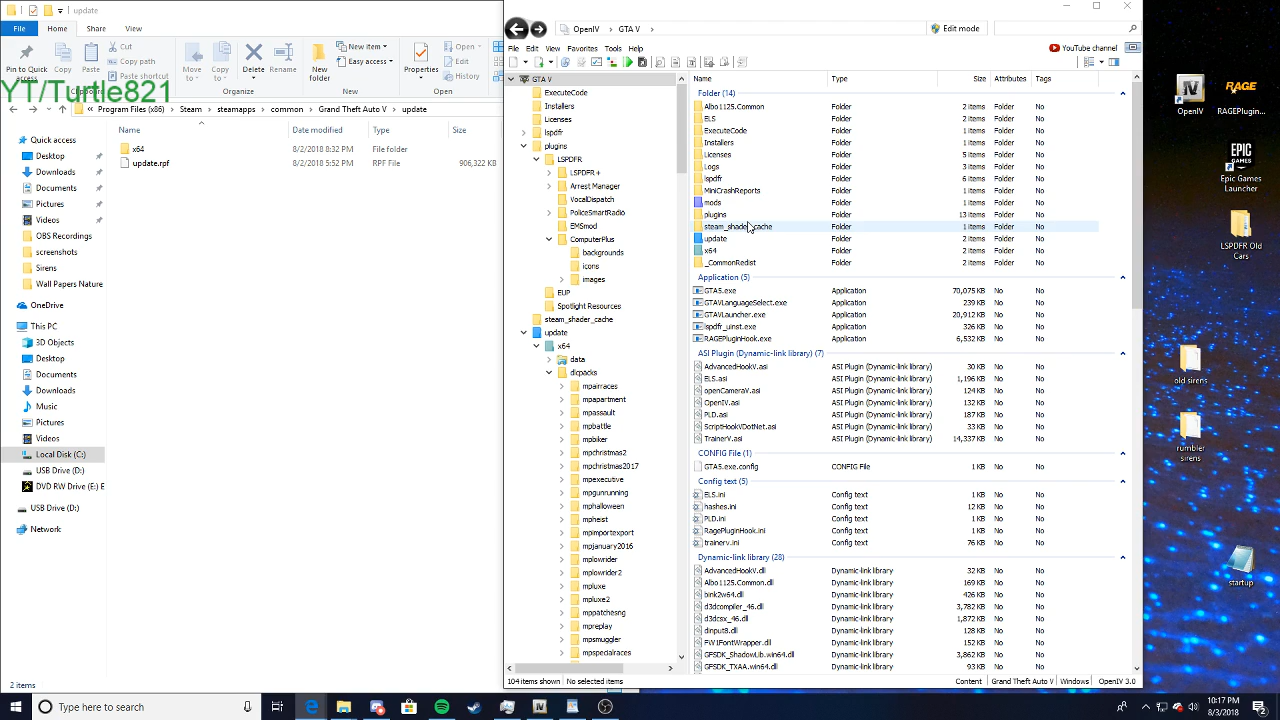 update
File Home Share View
Pin to Quick access
Copy
Paste
Cut
Copy path
Paste shortcut
Move to
Copy to
Delete
Rename
New folder
New item
Easy access
Properties
Open
Edit
History
Organize
New
Open
YT/Turtle821
« Program Files (x86) > Steam > steamapps > common > Grand Theft Auto V > update
Name Date modified Type Size
x64 8/2/2018 8:32 PM File folder
update.rpf 8/2/2018 5:52 PM RPF File 906,322 KB
Quick access
Desktop
Downloads
Documents
Pictures
Videos
OBS Recordings
screenshots
Sirens
Wall Papers Nature
OneDrive
This PC
3D Objects
Desktop
Documents
Downloads
Music
Pictures
Videos
Local Disk (C:)
USB Drive (D:)
DVD RW Drive (E:) E
USB Drive (D:)
Network
2 items
OpenIV > GTA V >
Edit mode
File Edit View Favorites Tools Help
YouTube channel
GTA V
ExecuteCode
Installers
Licenses
lspdfr
plugins
LSPDFR
LSPDFR+
Arrest Manager
VocalDispatch
PoliceSmartRadio
EMSmod
ComputerPlus
backgrounds
icons
images
EUP
Spotlight Resources
steam_shader_cache
update
x64
data
dlcpacks
mpairraces
mpapartment
mpassault
mpbattle
mpbiker
mpchristmas2
mpchristmas2017
mpexecutive
mpgunrunning
mphalloween
mpheist
mpimportexport
mpjanuary2016
mplowrider
mplowrider2
mpluxe
mpluxe2
mppatchesng
mpreplay
mpsmuggler
mpspecialraces
Name Type Size Attributes Tags
Folder (14)
Albo1125.Common Folder 2 items Folder No
ELS Folder 2 items Folder No
ExecuteCode Folder 1 items Folder No
Installers Folder 2 items Folder No
Licenses Folder 5 items Folder No
Logs Folder 3 items Folder No
lspdfr Folder 6 items Folder No
MiniCrashReports Folder 1 items Folder No
mods Folder 1 items Folder No
plugins Folder 13 items Folder No
steam_shader_cache Folder 1 items Folder No
update Folder 2 items Folder No
x64 Folder 2 items Folder No
_CommonRedist Folder 2 items Folder No
Application (5)
GTA5.exe Application 70,075 KB No No
GTAVLanguageSelect.exe Application 239 KB No No
GTAVLauncher.exe Application 20,912 KB No No
lspdfr_uinst.exe Application 326 KB No No
RAGEPluginHook.exe Application 6,532 KB No No
ASI Plugin (Dynamic-link library) (7)
AdvancedHookV.asi ASI Plugin (Dynamic-link library) 30 KB No No
ELS.asi ASI Plugin (Dynamic-link library) 1,196 KB No No
openCameraV.asi ASI Plugin (Dynamic-link library) 124 KB No No
OpenIV.asi ASI Plugin (Dynamic-link library) 132 KB No No
PLD.asi ASI Plugin (Dynamic-link library) 187 KB No No
ScriptHookVDotNet.asi ASI Plugin (Dynamic-link library) 33 KB No No
TrainerV.asi ASI Plugin (Dynamic-link library) 14,337 KB No No
CONFIG File (1)
GTA5.exe.config CONFIG File 1 KB No No
Config text (5)
ELS.ini Config text 1 KB No No
hashes.ini Config text 12 KB No No
PLD.ini Config text 1 KB No No
RagePluginHook.ini Config text 1 KB No No
trainerv.ini Config text 76 KB No No
Dynamic-link library (28)
AdvancedHookV.dll Dynamic-link library 32 KB No No
Albo1125.Common.dll Dynamic-link library 169 KB No No
bink2w64.dll Dynamic-link library 426 KB No No
d3dcompiler_46.dll Dynamic-link library 3,782 KB No No
d3dcsx_46.dll Dynamic-link library 1,872 KB No No
dinput8.dll Dynamic-link library 128 KB No No
FW1FontWrapper.dll Dynamic-link library 152 KB No No
GFSDK_ShadowLib.win64.dll Dynamic-link library 3,862 KB No No
GFSDK_TXAA.win64.dll Dynamic-link library 93 KB No No
104 items shown No selected items Content Grand Theft Auto V Windows OpenIV 3.0
OpenIV
RAGEPlugin...
Epic Games Launcher
LSPDFR Old Cars
old sirens
rumbler sirens
startup
Type here to search
10:17 PM
8/3/2018